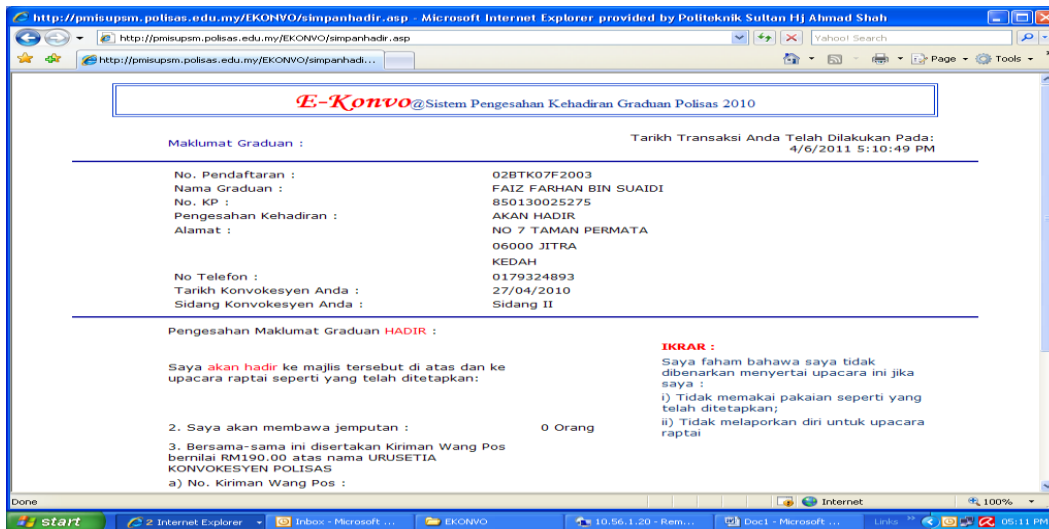 http://pmisupsm.polisas.edu.my/EKONVO/simpanhadir.asp - Microsoft Internet Explorer provided by Politeknik Sultan Hj Ahmad Shah
http://pmisupsm.polisas.edu.my/EKONVO/simpanhadir.asp
Yahoo! Search
http://pmisupsm.polisas.edu.my/EKONVO/simpanhadi...
Page
Tools
E-Konvo@Sistem Pengesahan Kehadiran Graduan Polisas 2010
Maklumat Graduan :
Tarikh Transaksi Anda Telah Dilakukan Pada:
4/6/2011 5:10:49 PM
No. Pendaftaran : 02BTK07F2003
Nama Graduan : FAIZ FARHAN BIN SUAIDI
No. KP : 850130025275
Pengesahan Kehadiran : AKAN HADIR
Alamat : NO 7 TAMAN PERMATA
06000 JITRA
KEDAH
No Telefon : 0179324893
Tarikh Konvokesyen Anda : 27/04/2010
Sidang Konvokesyen Anda : Sidang II
Pengesahan Maklumat Graduan HADIR :
Saya akan hadir ke majlis tersebut di atas dan ke
upacara raptai seperti yang telah ditetapkan:
2. Saya akan membawa jemputan : 0 Orang
3. Bersama-sama ini disertakan Kiriman Wang Pos
bernilai RM190.00 atas nama URUSETIA
KONVOKESYEN POLISAS
a) No. Kiriman Wang Pos :
IKRAR :
Saya faham bahawa saya tidak
dibenarkan menyertai upacara ini jika
saya :
i) Tidak memakai pakaian seperti yang
telah ditetapkan;
ii) Tidak melaporkan diri untuk upacara
raptai
Done
Internet
100%
start
2 Internet Explorer
Inbox - Microsoft ...
EKONVO
10.56.1.20 - Rem...
Doc1 - Microsoft ...
Links
05:11 PM